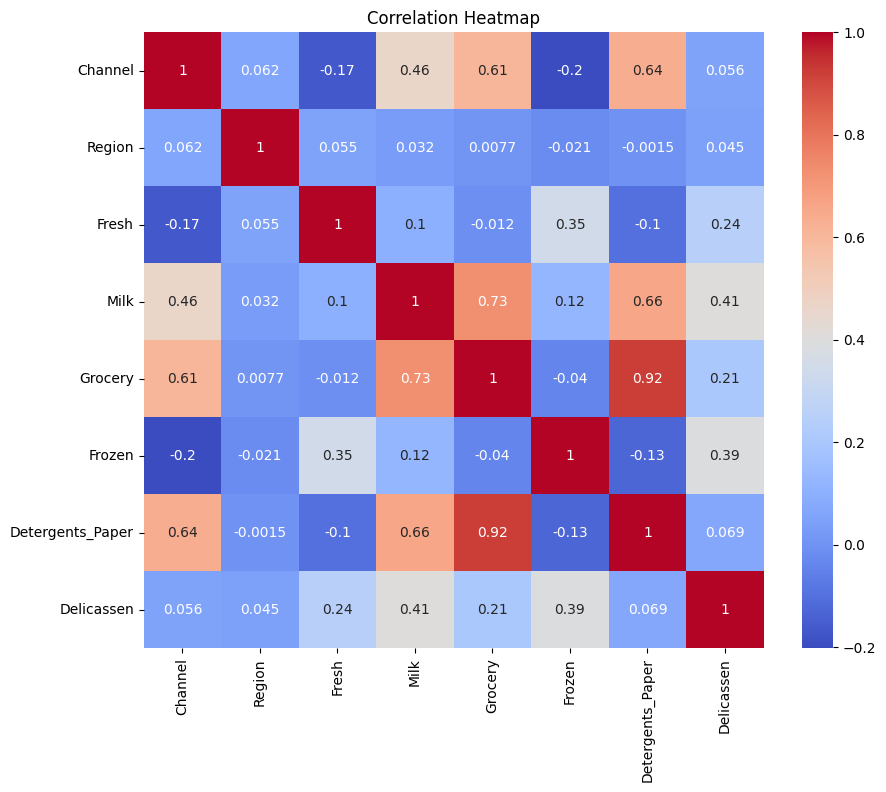 Correlation Heatmap
Channel 1 0.062 -0.17 0.46 0.61 -0.2 0.64 0.056
Region 0.062 1 0.055 0.032 0.0077 -0.021 -0.0015 0.045
Fresh -0.17 0.055 1 0.1 -0.012 0.35 -0.1 0.24
Milk 0.46 0.032 0.1 1 0.73 0.12 0.66 0.41
Grocery 0.61 0.0077 -0.012 0.73 1 -0.04 0.92 0.21
Frozen -0.2 -0.021 0.35 0.12 -0.04 1 -0.13 0.39
Detergents_Paper 0.64 -0.0015 -0.1 0.66 0.92 -0.13 1 0.069
Delicassen 0.056 0.045 0.24 0.41 0.21 0.39 0.069 1
Channel
Region
Fresh
Milk
Grocery
Frozen
Detergents_Paper
Delicassen
1.0
0.8
0.6
0.4
0.2
0.0
−0.2